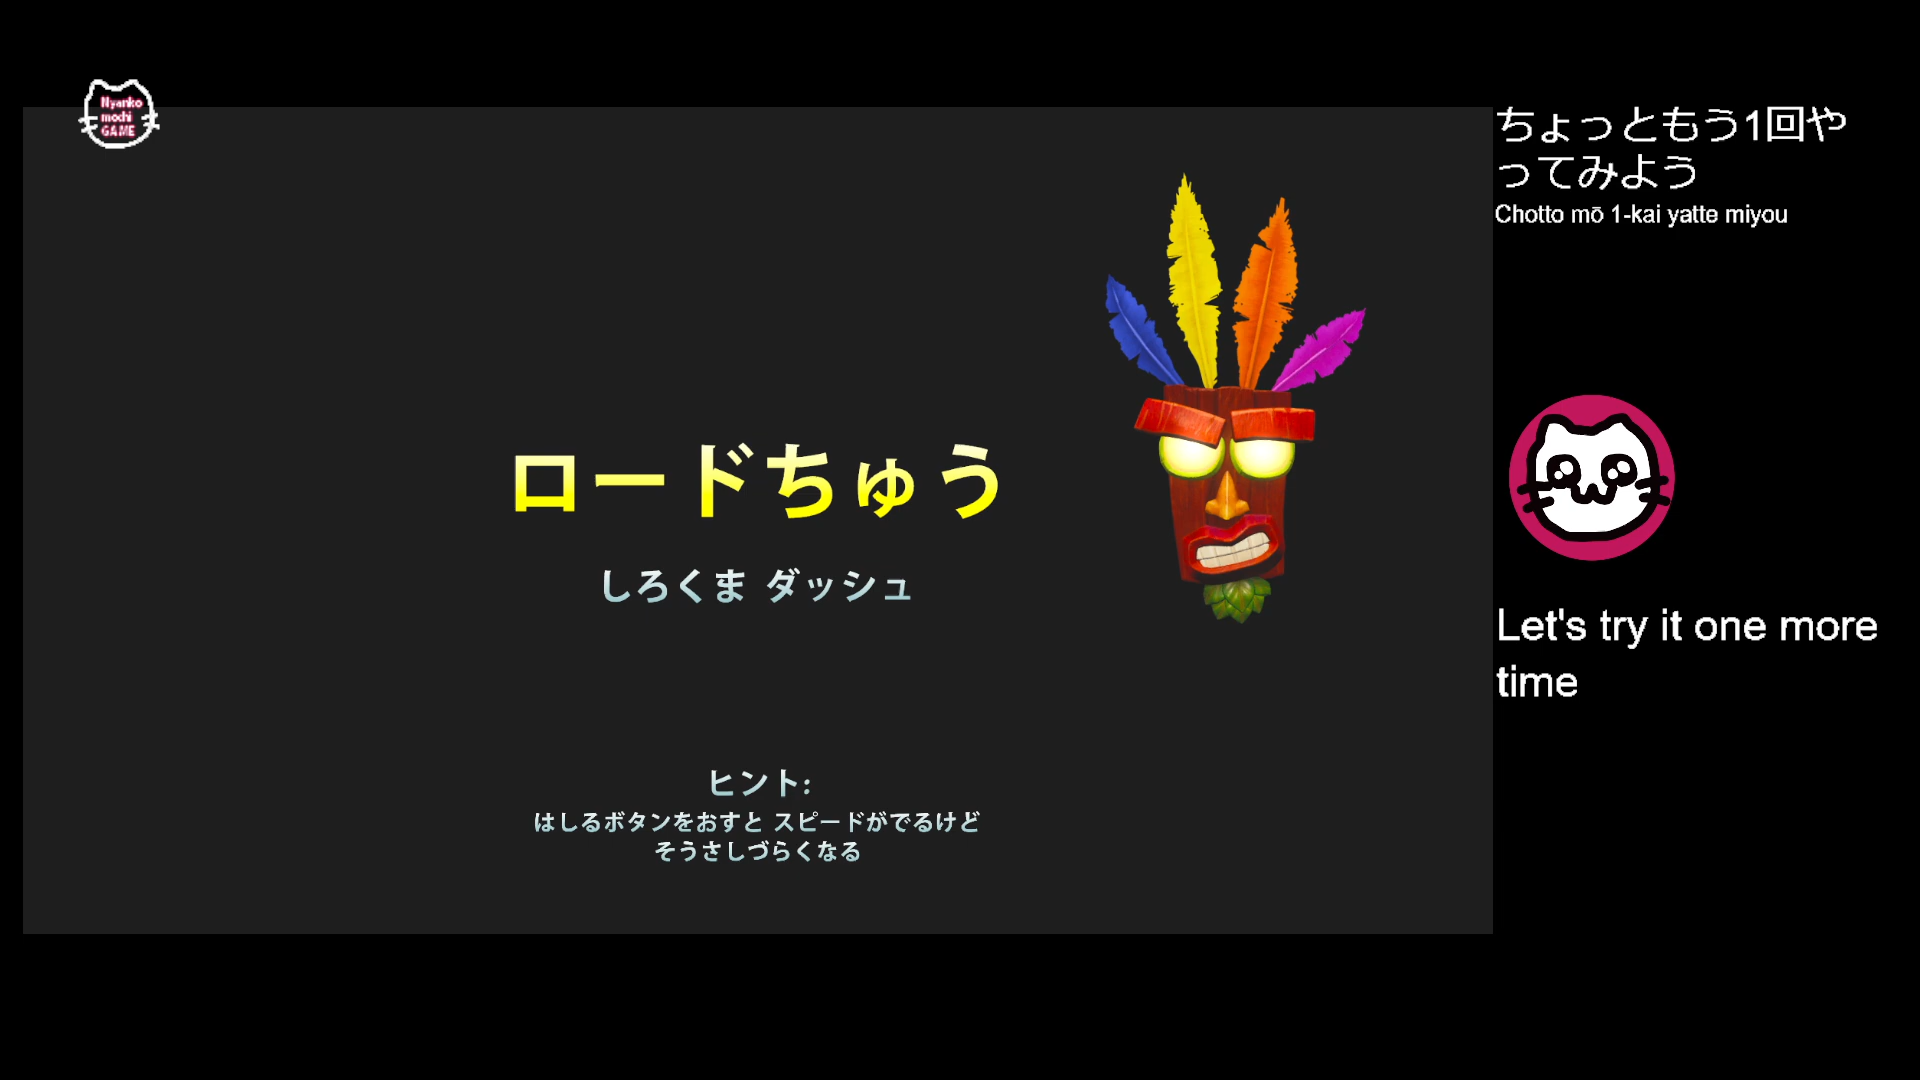 Nyanko
mochi
GAME
ロードちゅう
しろくま ダッシュ
ヒント:
はしるボタンをおすと スピードがでるけど
そうさしづらくなる
ちょっともう1回や
ってみよう
Chotto mō 1-kai yatte miyou
Let's try it one more
time